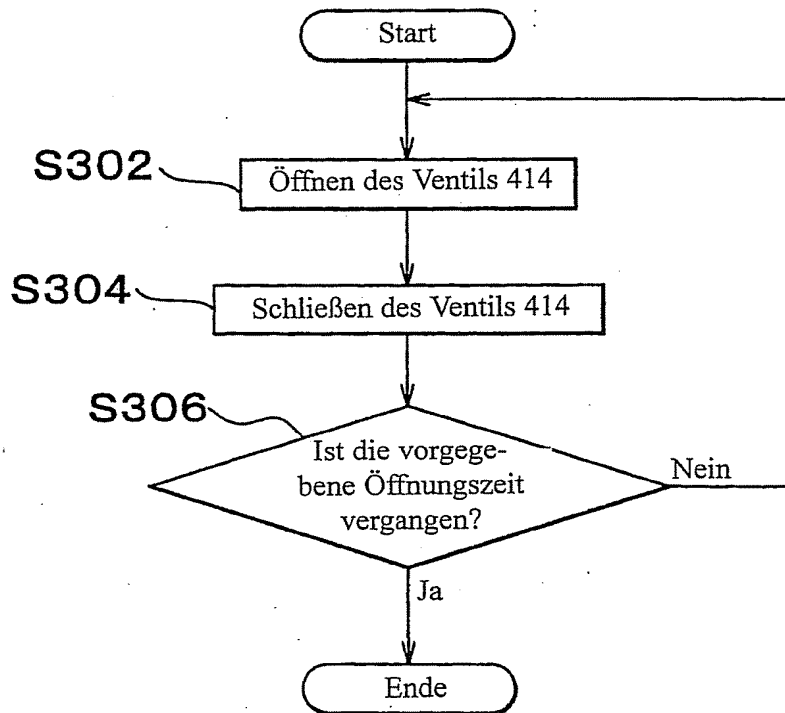 Start
S302
Öffnen des Ventils 414
S304
Schließen des Ventils 414
S306
Ist die vorgege-
bene Öffnungszeit
vergangen?
Nein
Ja
Ende